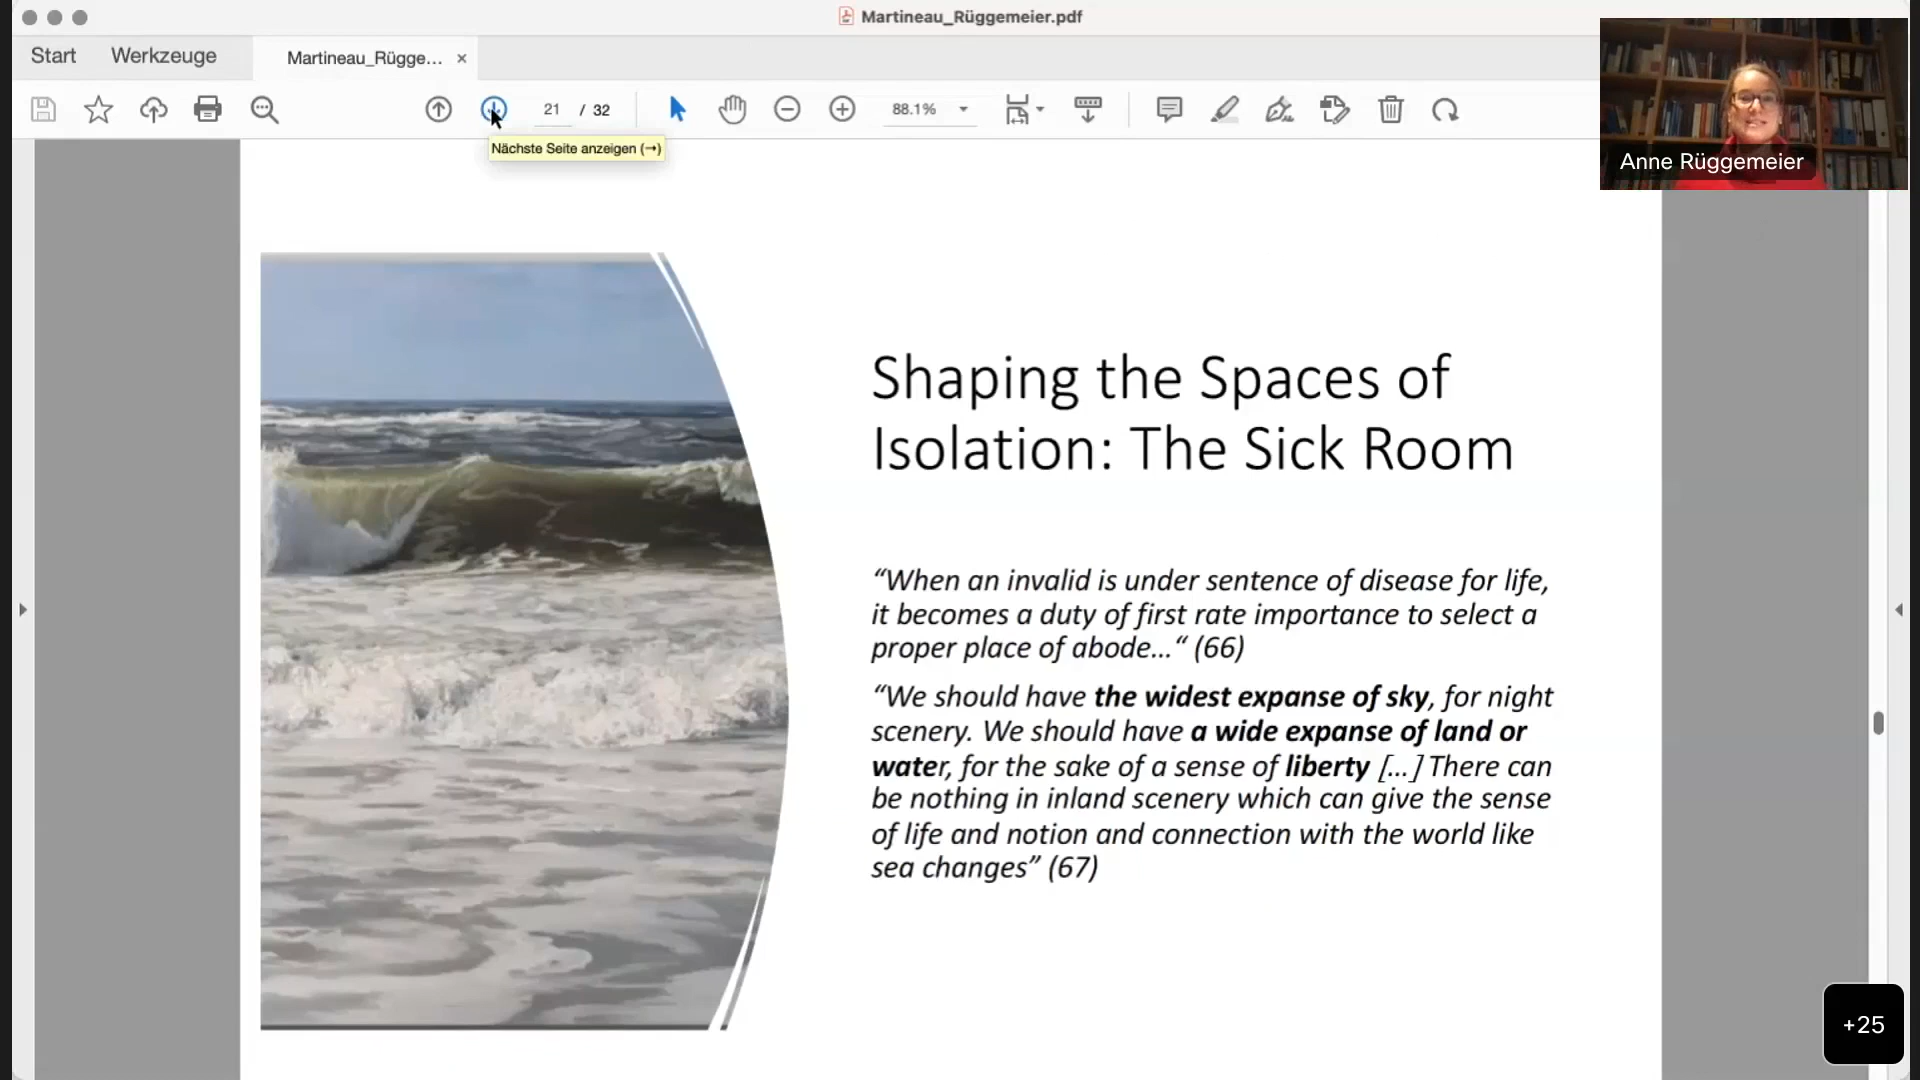 Martineau_Rüggemeier.pdf
Start
Werkzeuge
Martineau_Rügge...
21 / 32
88.1%
Nächste Seite anzeigen (→)
Anne Rüggemeier
Shaping the Spaces of
Isolation: The Sick Room
“When an invalid is under sentence of disease for life,
it becomes a duty of first rate importance to select a
proper place of abode...“ (66)
“We should have the widest expanse of sky, for night
scenery. We should have a wide expanse of land or
water, for the sake of a sense of liberty [...] There can
be nothing in inland scenery which can give the sense
of life and notion and connection with the world like
sea changes” (67)
+25